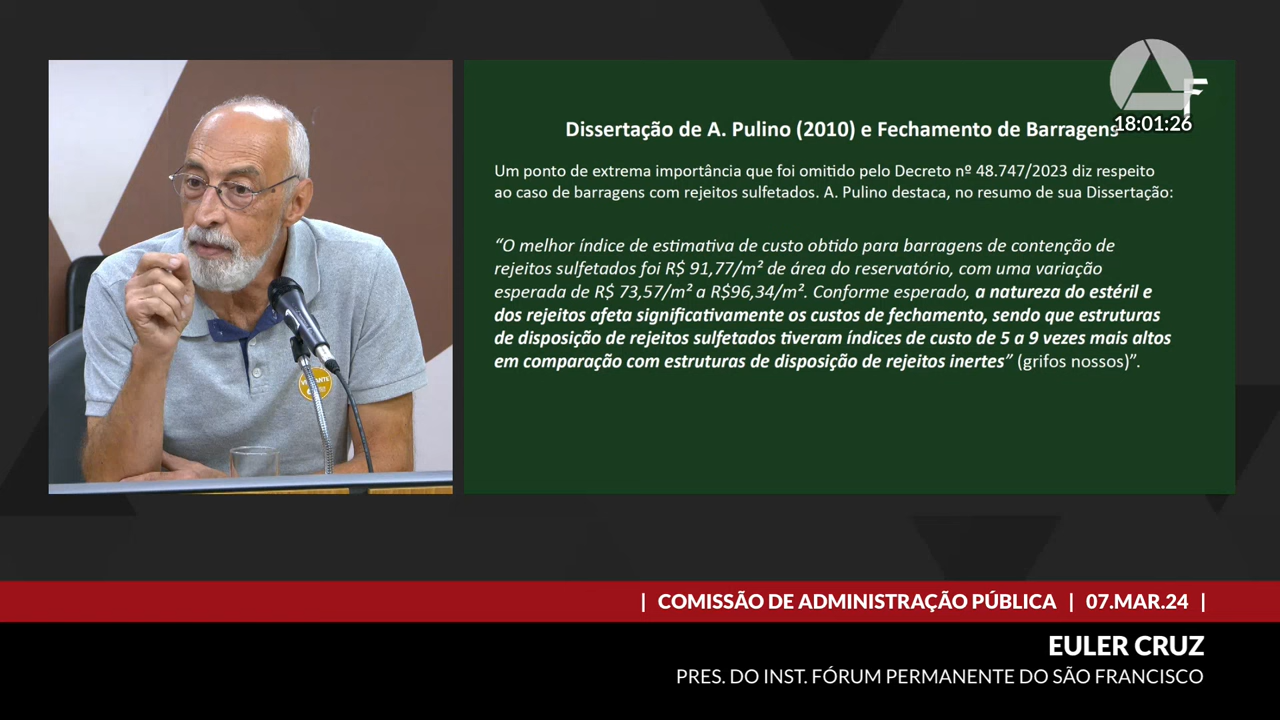 F
18:01:26
Dissertação de A. Pulino (2010) e Fechamento de Barragens
Um ponto de extrema importância que foi omitido pelo Decreto nº 48.747/2023 diz respeito
ao caso de barragens com rejeitos sulfetados. A. Pulino destaca, no resumo de sua Dissertação:
“O melhor índice de estimativa de custo obtido para barragens de contenção de
rejeitos sulfetados foi R$ 91,77/m² de área do reservatório, com uma variação
esperada de R$ 73,57/m² a R$96,34/m². Conforme esperado, a natureza do estéril e
dos rejeitos afeta significativamente os custos de fechamento, sendo que estruturas
de disposição de rejeitos sulfetados tiveram índices de custo de 5 a 9 vezes mais altos
em comparação com estruturas de disposição de rejeitos inertes” (grifos nossos)”.
| COMISSÃO DE ADMINISTRAÇÃO PÚBLICA | 07.MAR.24 |
EULER CRUZ
PRES. DO INST. FÓRUM PERMANENTE DO SÃO FRANCISCO